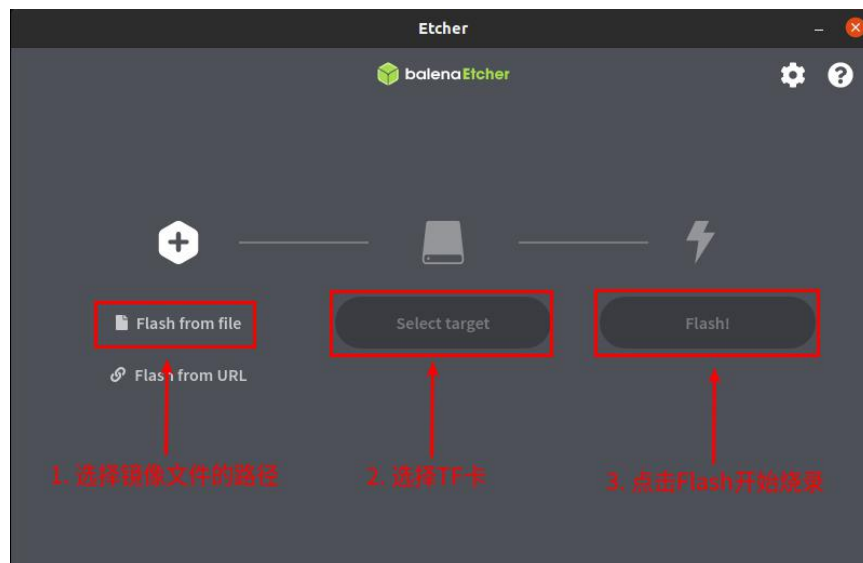 Etcher
balenaEtcher
Flash from file
Select target
Flash!
Flash from URL
1. 选择镜像文件的路径
2. 选择TF卡
3. 点击Flash开始烧录